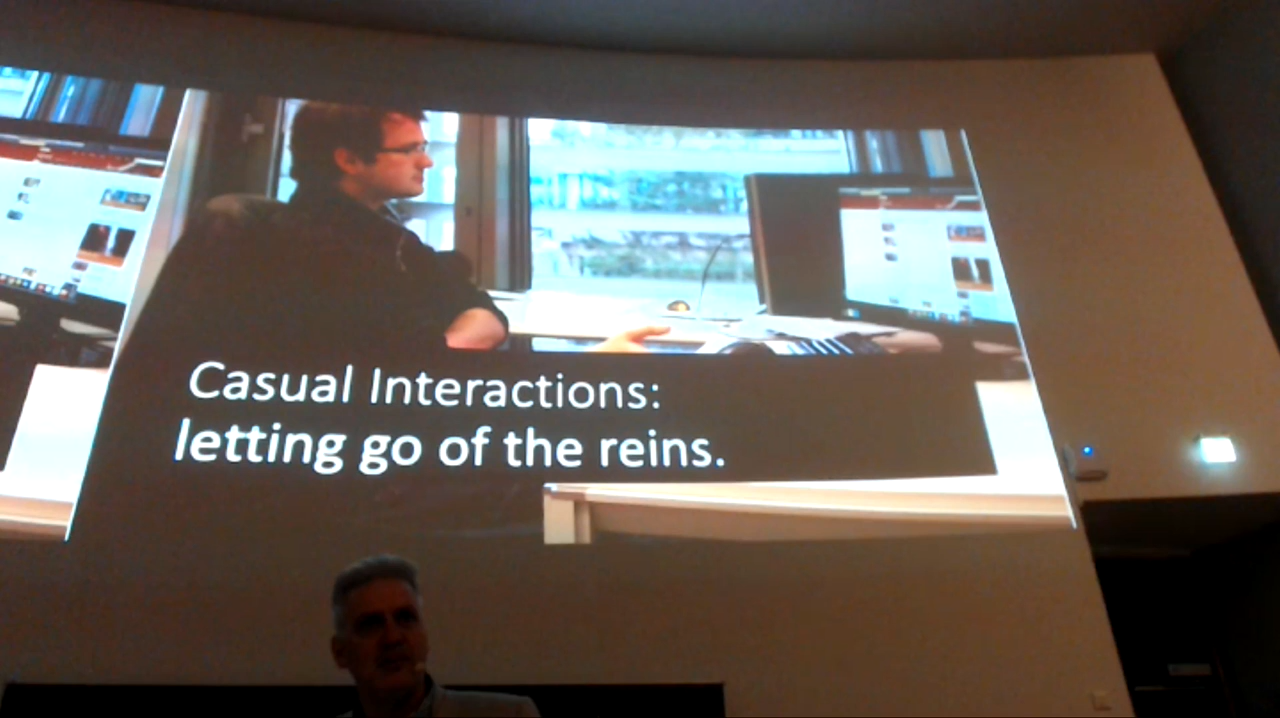 Casual Interactions:
letting go of the reins.